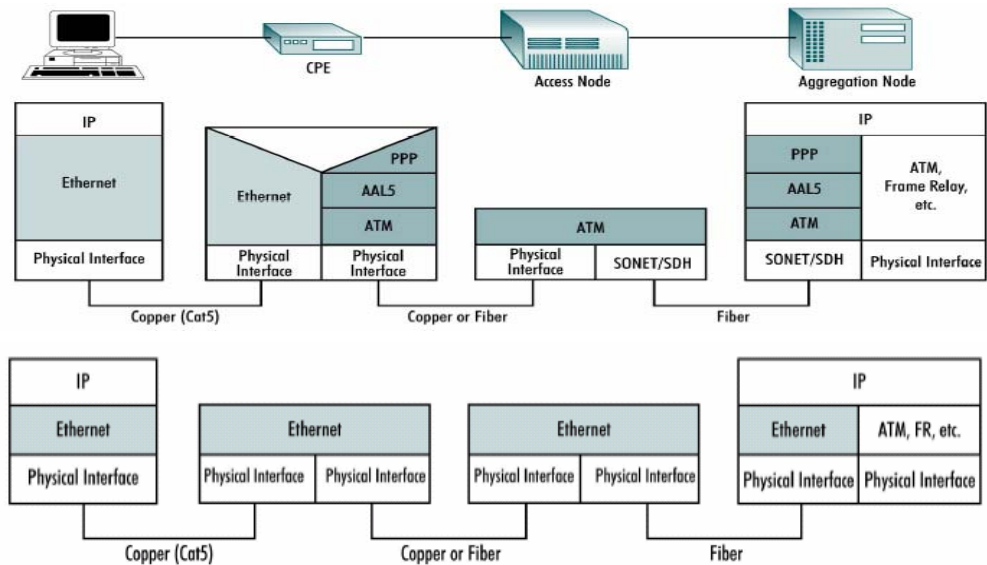 CPE
Access Node
Aggregation Node
IP
Ethernet
Physical Interface
Ethernet
PPP
AAL5
ATM
Physical
Interface
Physical
Interface
ATM
Physical
Interface
SONET/SDH
IP
PPP
AAL5
ATM
ATM,
Frame Relay,
etc.
SONET/SDH
Physical Interface
Copper (Cat5)
Copper or Fiber
Fiber
IP
Ethernet
Physical Interface
Ethernet
Physical Interface
Physical Interface
Ethernet
Physical Interface
Physical Interface
IP
Ethernet
ATM, FR, etc.
Physical Interface
Physical Interface
Copper (Cat5)
Copper or Fiber
Fiber